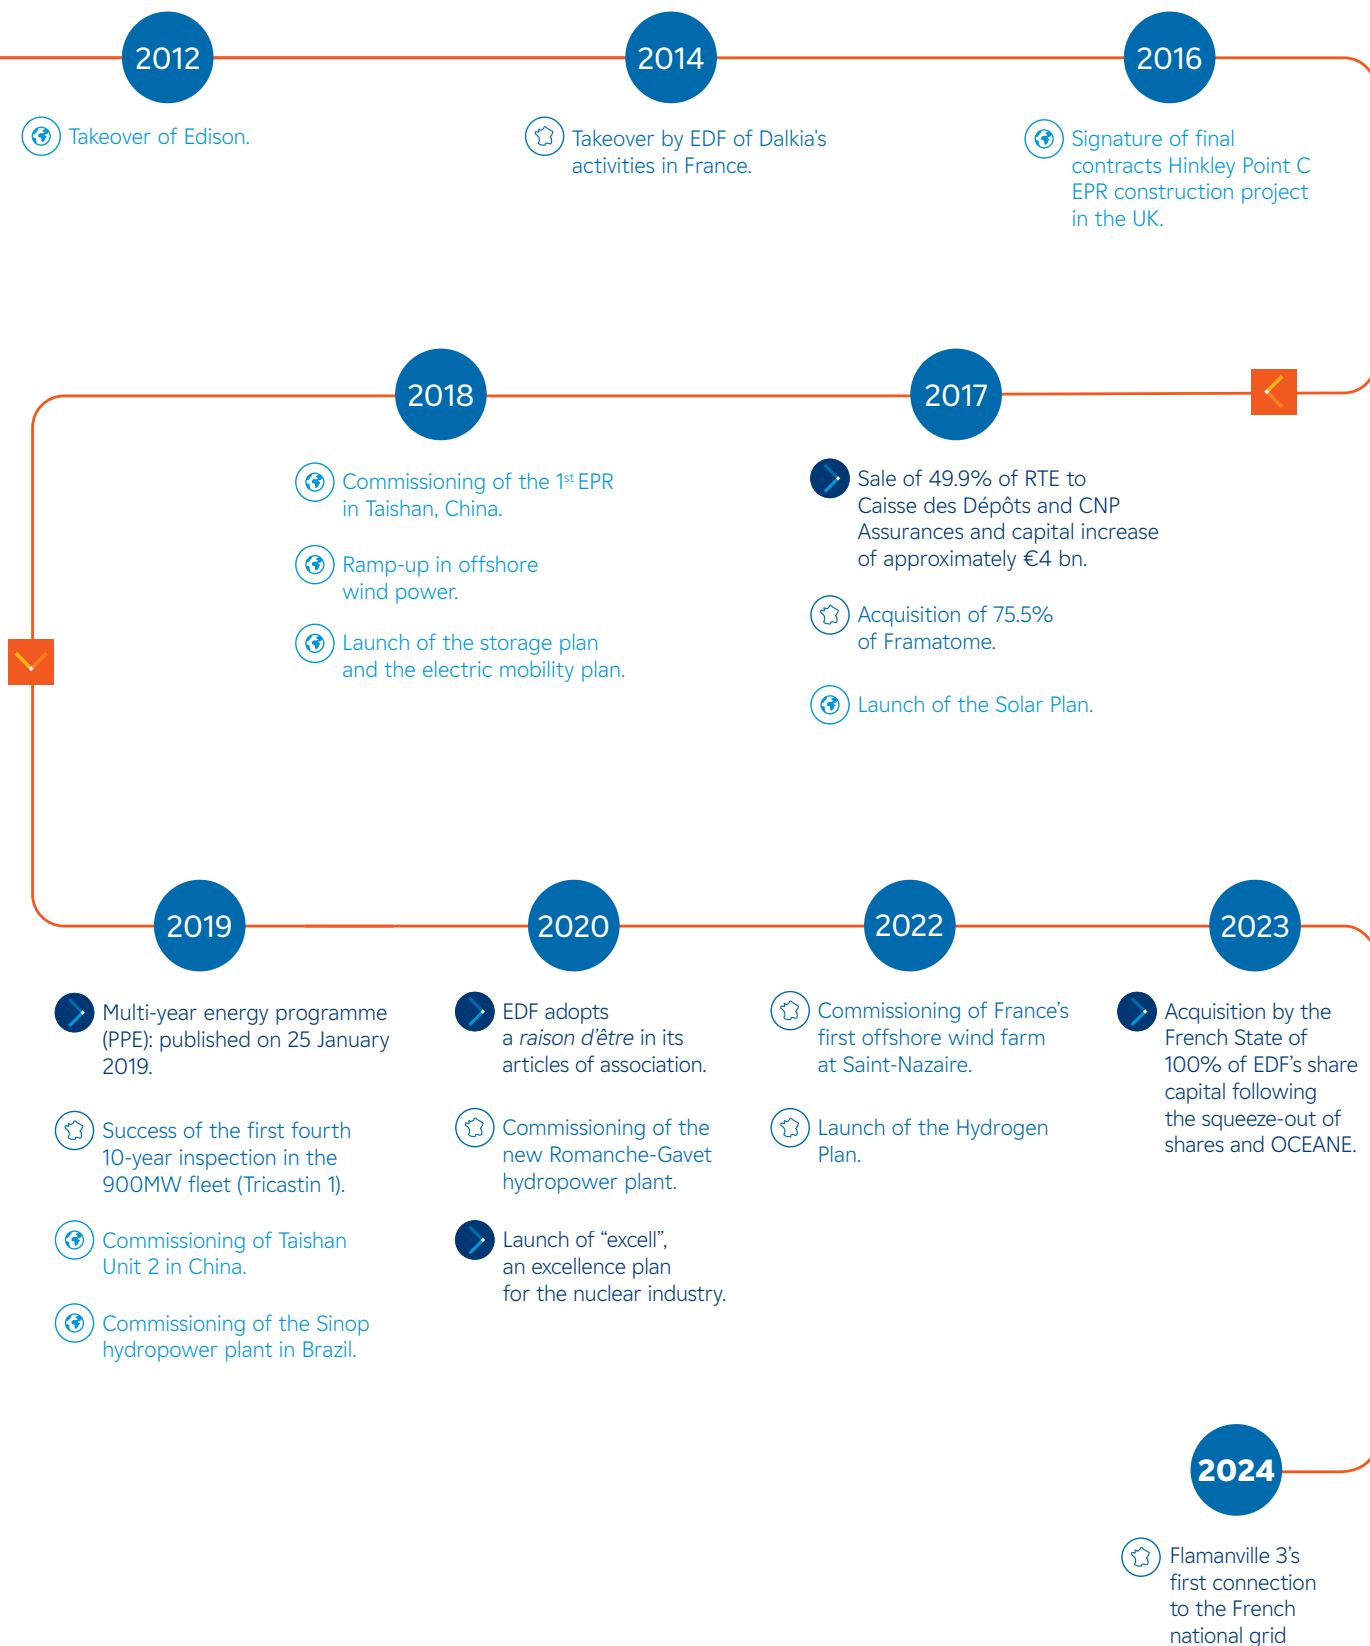 2012
Takeover of Edison.
2014
Takeover by EDF of Dalkia's
activities in France.
2016
Signature of final
contracts Hinkley Point C
EPR construction project
in the UK.
2017
Sale of 49.9% of RTE to
Caisse des Dépôts and CNP
Assurances and capital increase
of approximately €4 bn.
Acquisition of 75.5%
of Framatome.
Launch of the Solar Plan.
2018
Commissioning of the 1st EPR
in Taishan, China.
Ramp-up in offshore
wind power.
Launch of the storage plan
and the electric mobility plan.
2019
Multi-year energy programme
(PPE): published on 25 January
2019.
Success of the first fourth
10-year inspection in the
900MW fleet (Tricastin 1).
Commissioning of Taishan
Unit 2 in China.
Commissioning of the Sinop
hydropower plant in Brazil.
2020
EDF adopts
a raison d’être in its
articles of association.
Commissioning of the
new Romanche-Gavet
hydropower plant.
Launch of “excell”,
an excellence plan
for the nuclear industry.
2022
Commissioning of France’s
first offshore wind farm
at Saint-Nazaire.
Launch of the Hydrogen
Plan.
2023
Acquisition by the
French State of
100% of EDF’s share
capital following
the squeeze-out of
shares and OCEANE.
2024
Flamanville 3’s
first connection
to the French
national grid